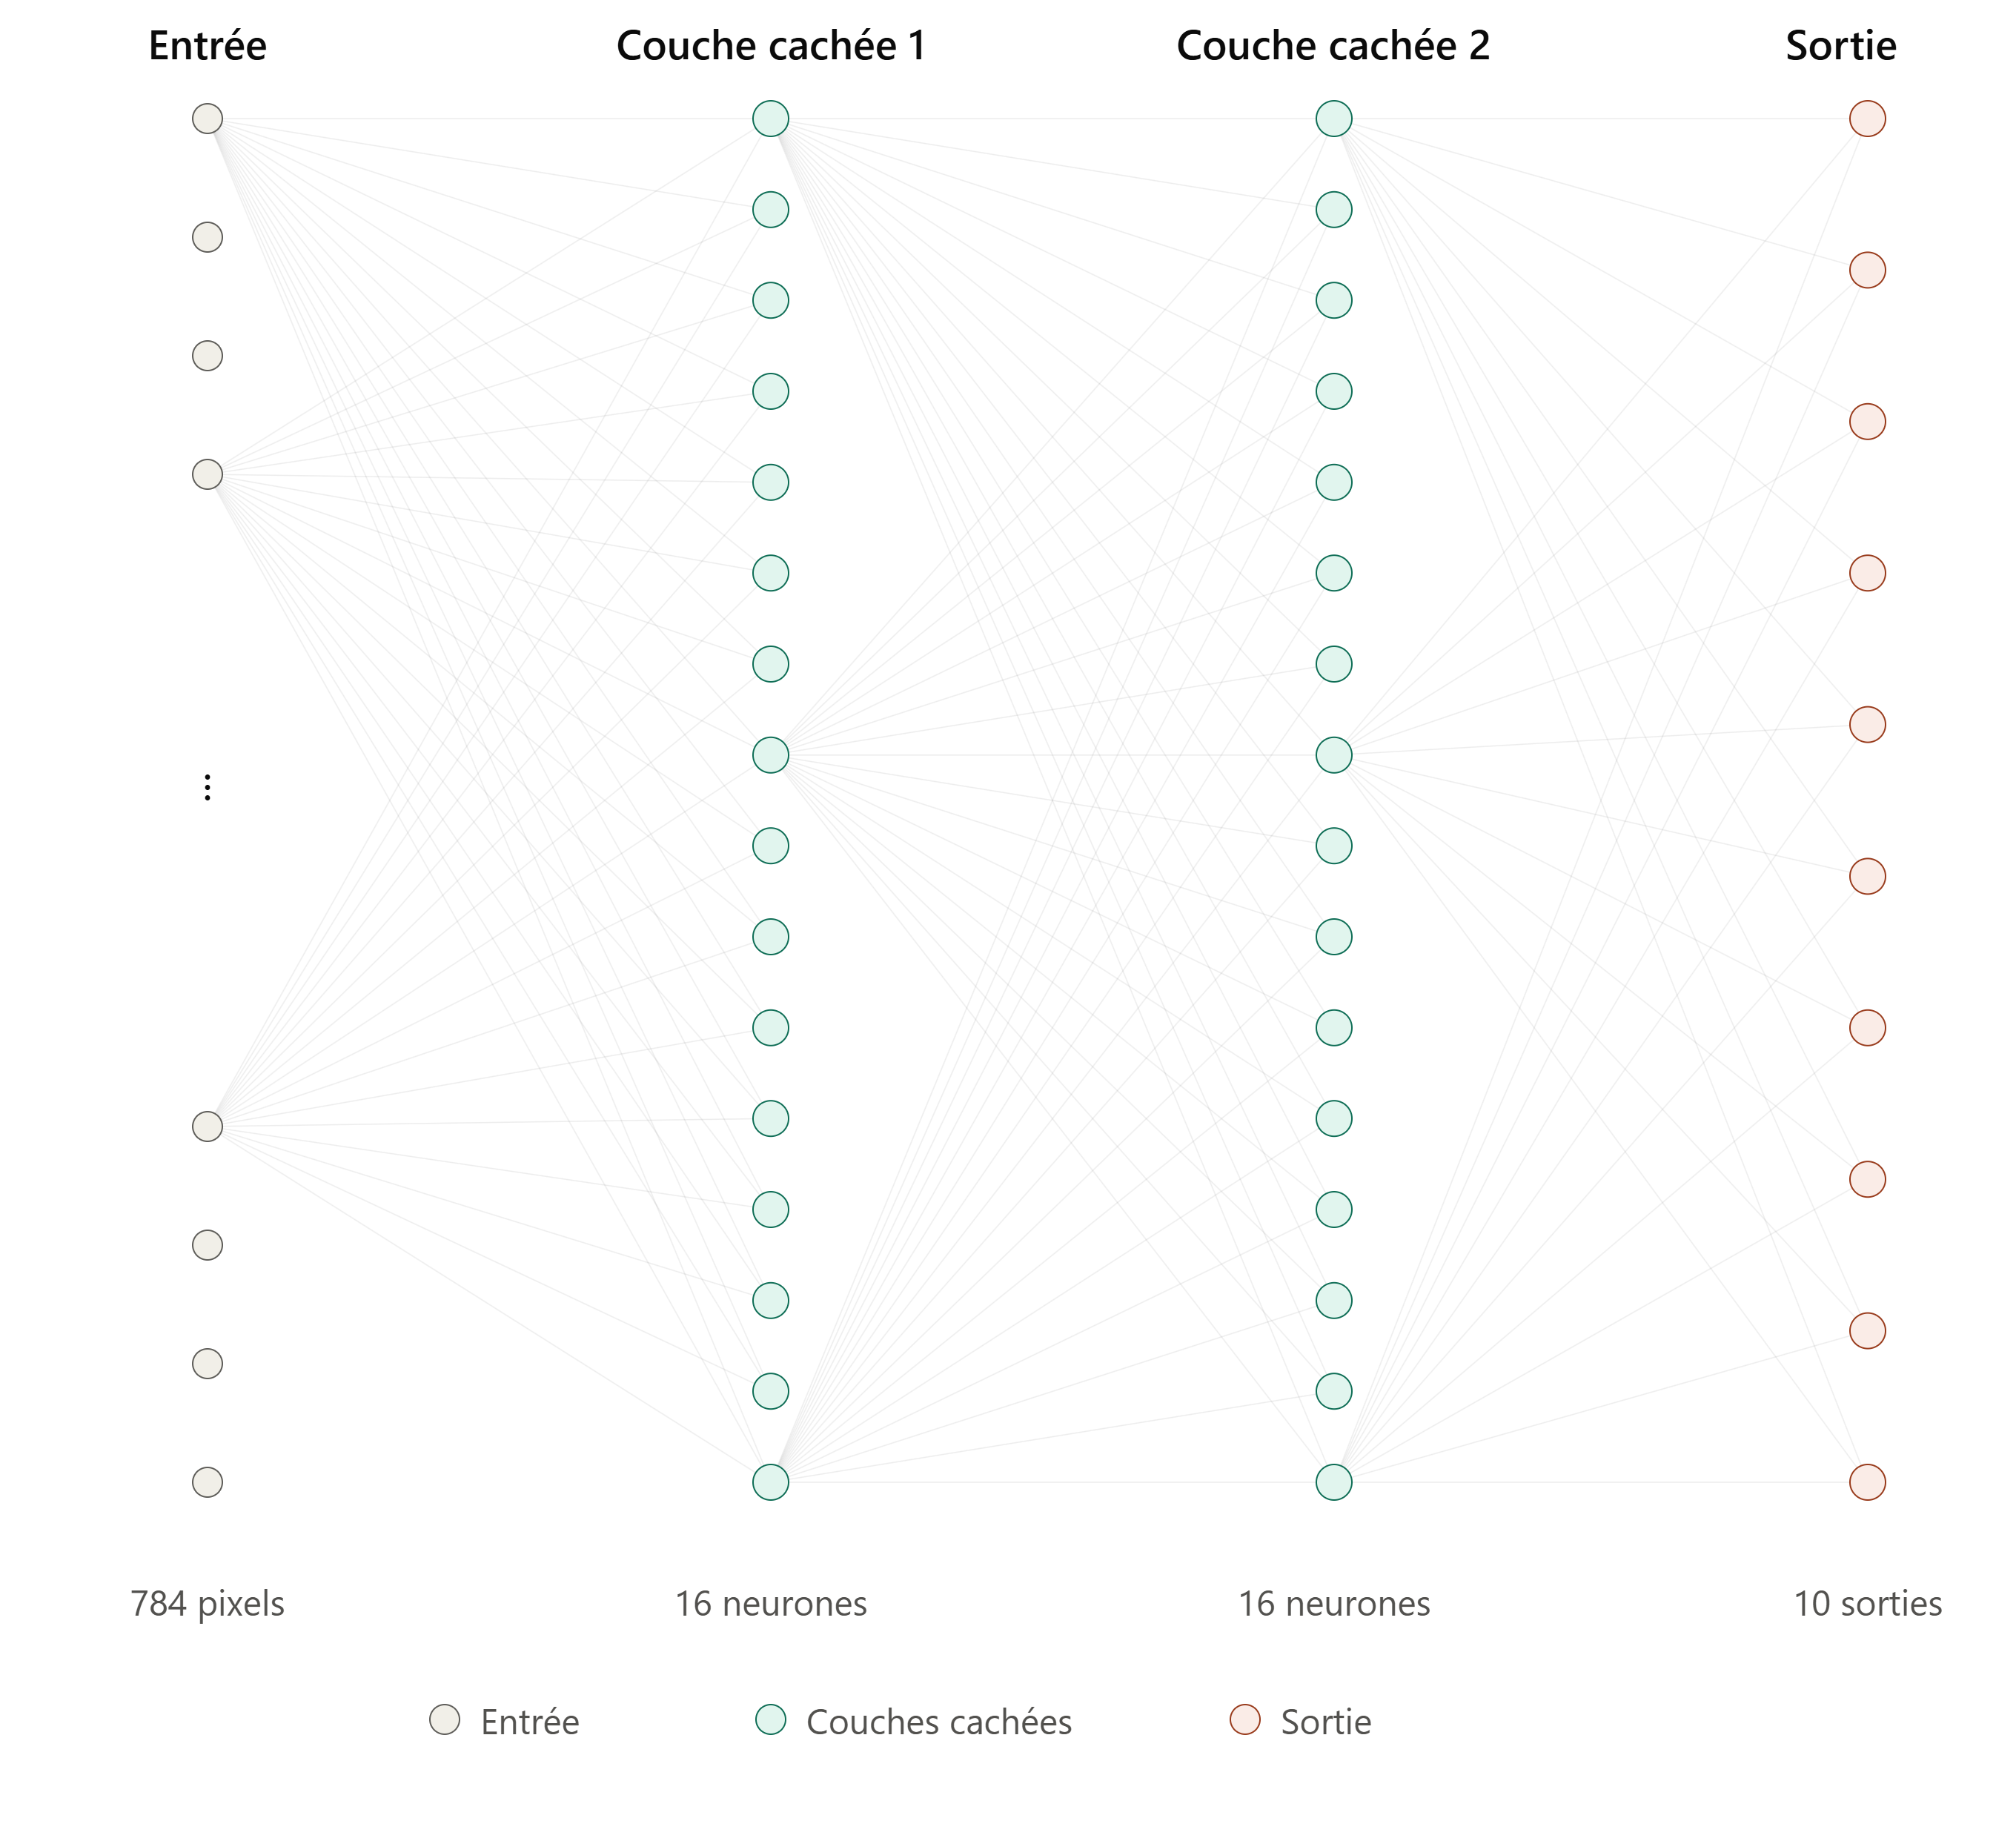 Entrée
Couche cachée 1
Couche cachée 2
Sortie
⋮
784 pixels
16 neurones
16 neurones
10 sorties
Entrée
Couches cachées
Sortie